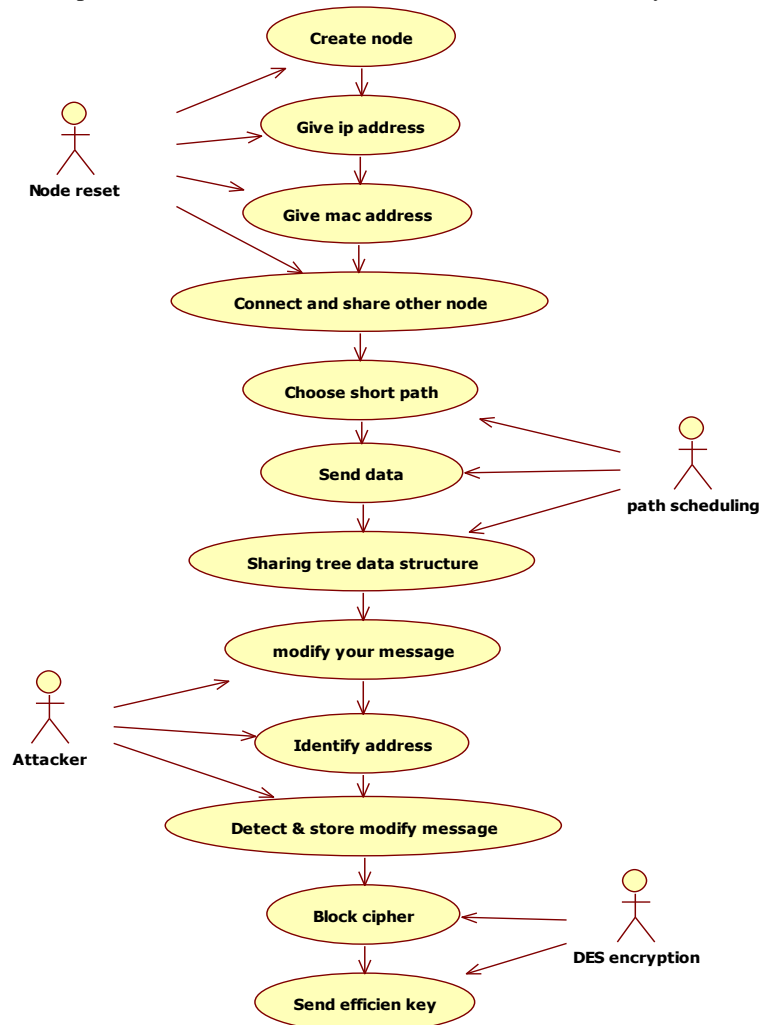 Create node
Give ip address
Node reset
Give mac address
Connect and share other node
Choose short path
Send data
path scheduling
Sharing tree data structure
modify your message
Identify address
Attacker
Detect & store modify message
Block cipher
DES encryption
Send efficien key